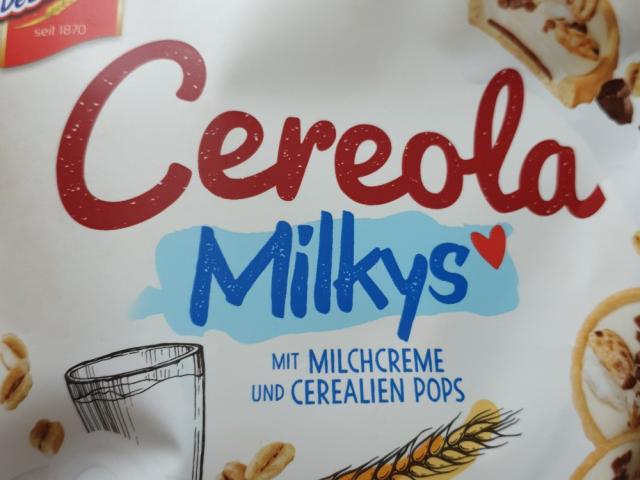 seit 1870
Cereola
Milkys
MIT MILCHCREME
UND CEREALIEN POPS